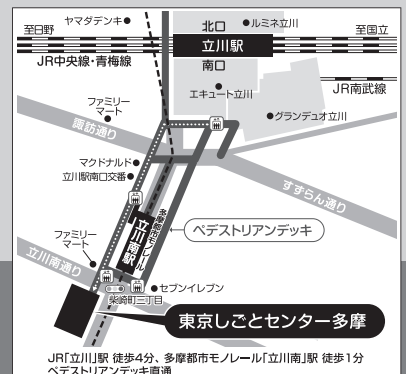 ヤマダデンキ
北口
ルミネ立川
至日野
立川駅
至国立
JR中央線・青梅線
南口
JR南武線
エキュート立川
ファミリーマート
グランデュオ立川
諏訪通り
マクドナルド
立川駅南口交番
すずらん通り
多摩都市モノレール
立川南駅
ペデストリアンデッキ
ファミリーマート
立川南通り
セブンイレブン
柴崎町三丁目
東京しごとセンター多摩
JR「立川」駅 徒歩4分、多摩都市モノレール「立川南」駅 徒歩1分
ペデストリアンデッキ直通